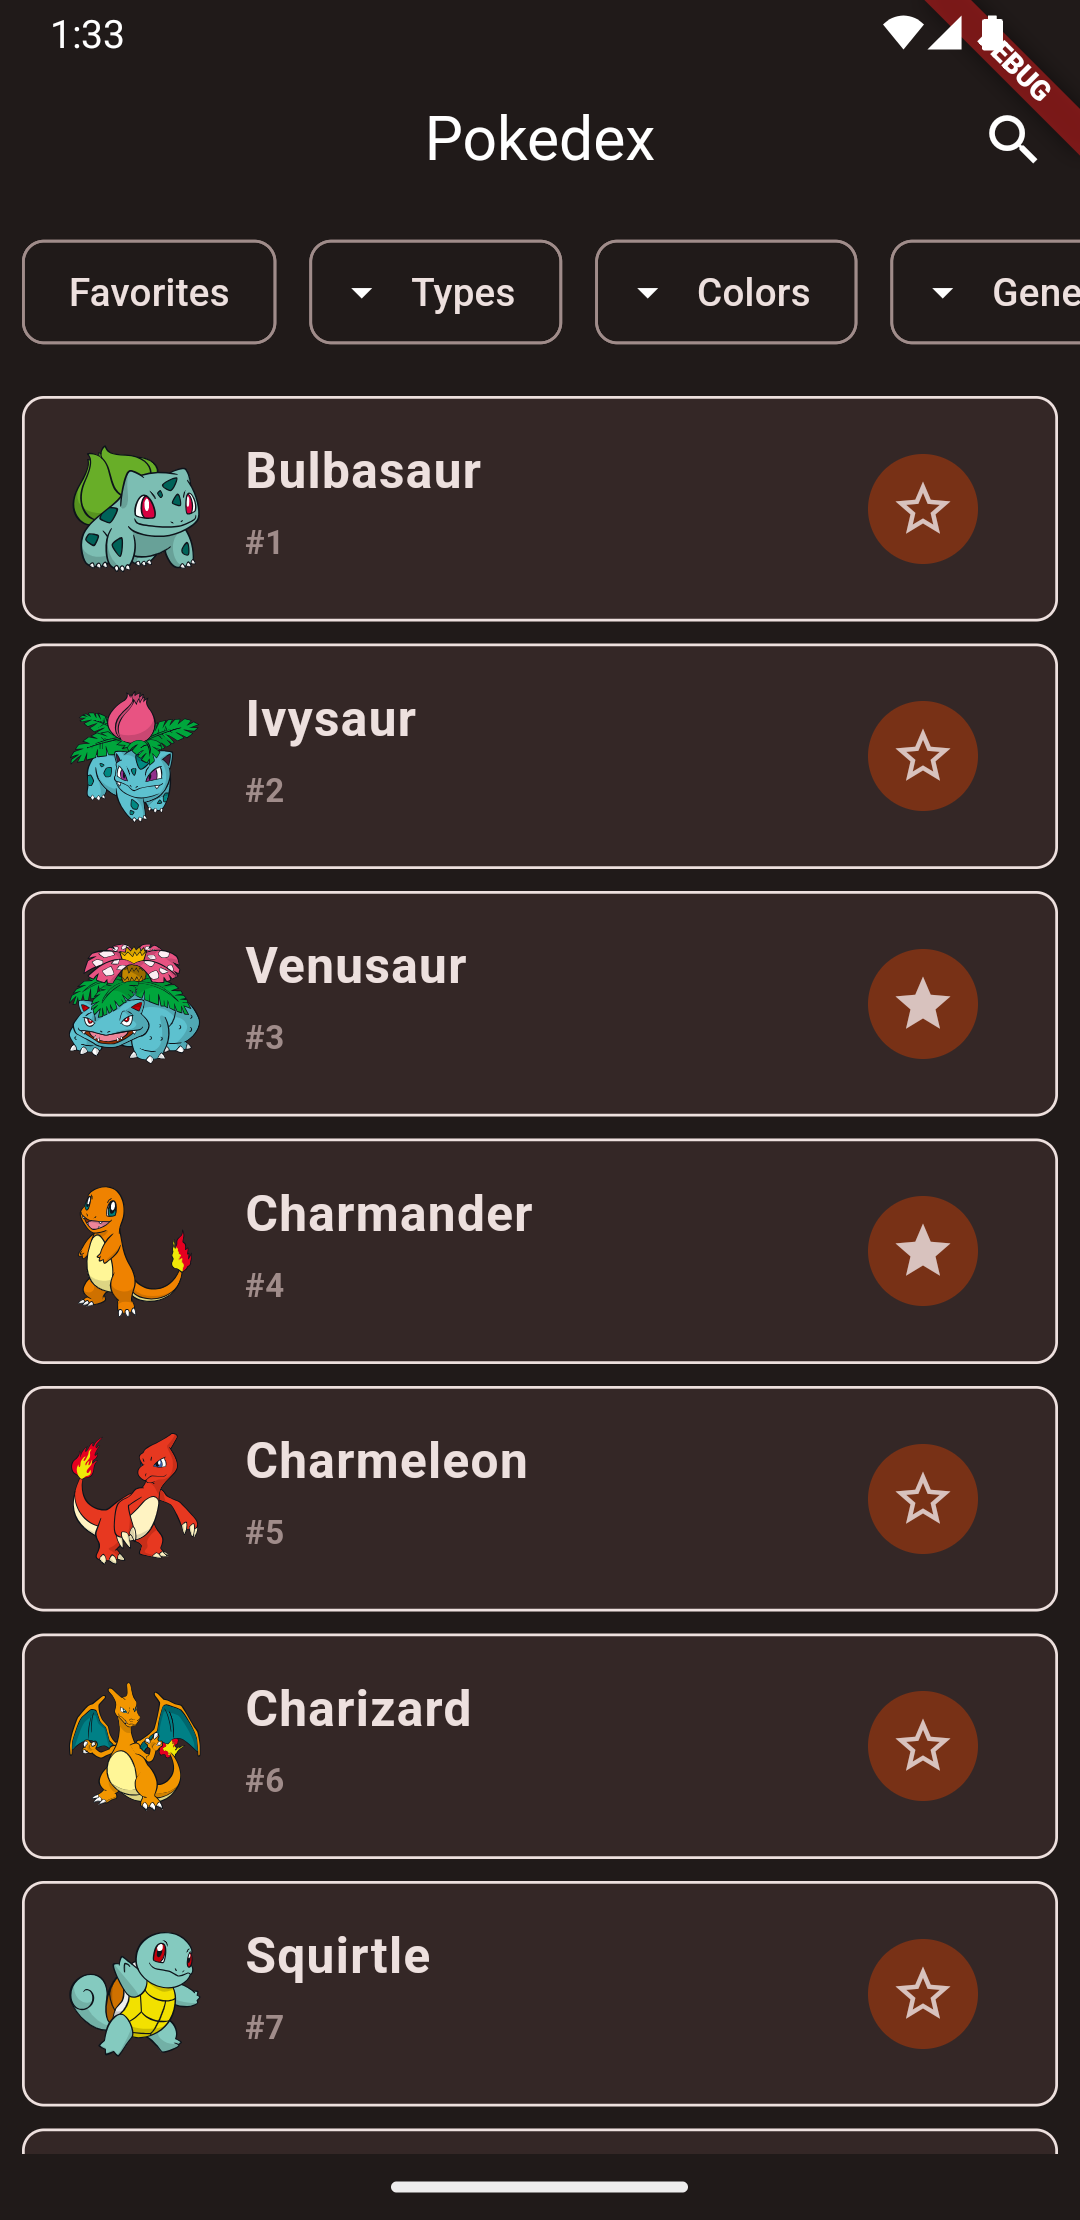 1:33
DEBUG
Pokedex
Favorites
Types
Colors
Gene
Bulbasaur
#1
Ivysaur
#2
Venusaur
#3
Charmander
#4
Charmeleon
#5
Charizard
#6
Squirtle
#7